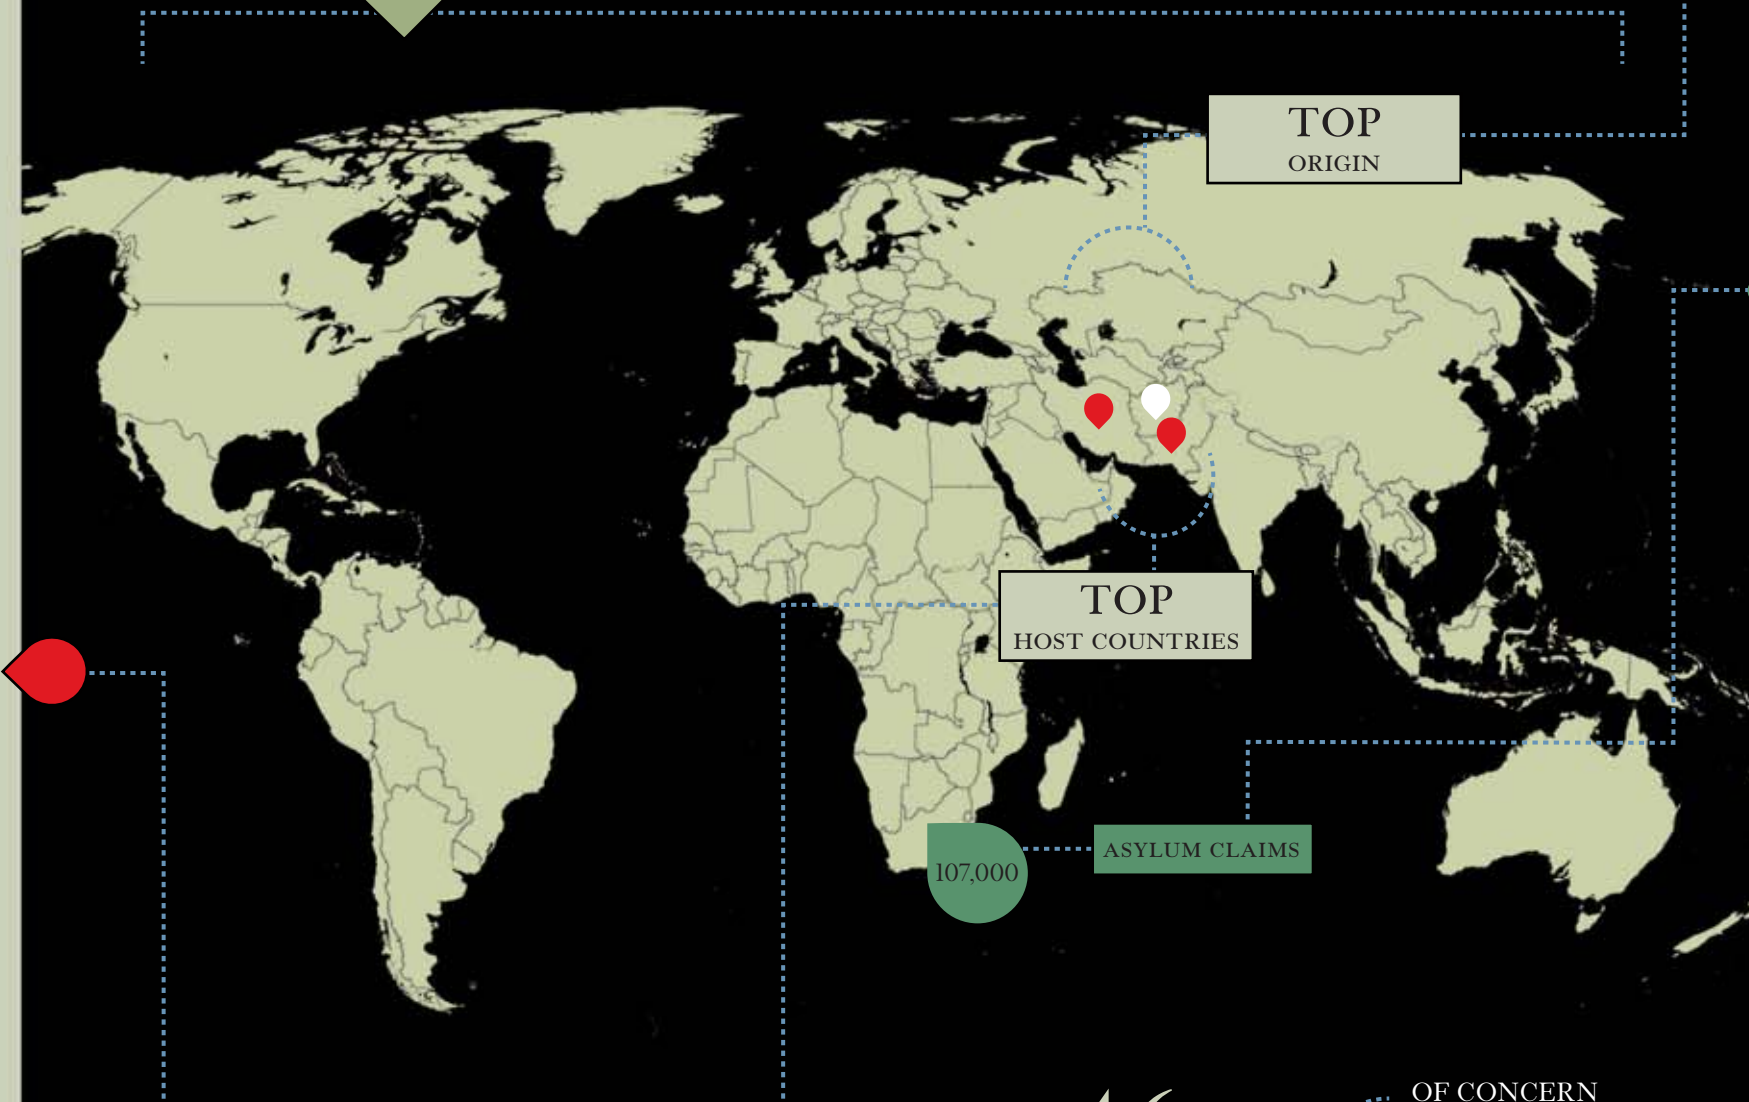 TOP
ORIGIN
TOP
HOST COUNTRIES
ASYLUM CLAIMS
107,000
OF CONCERN